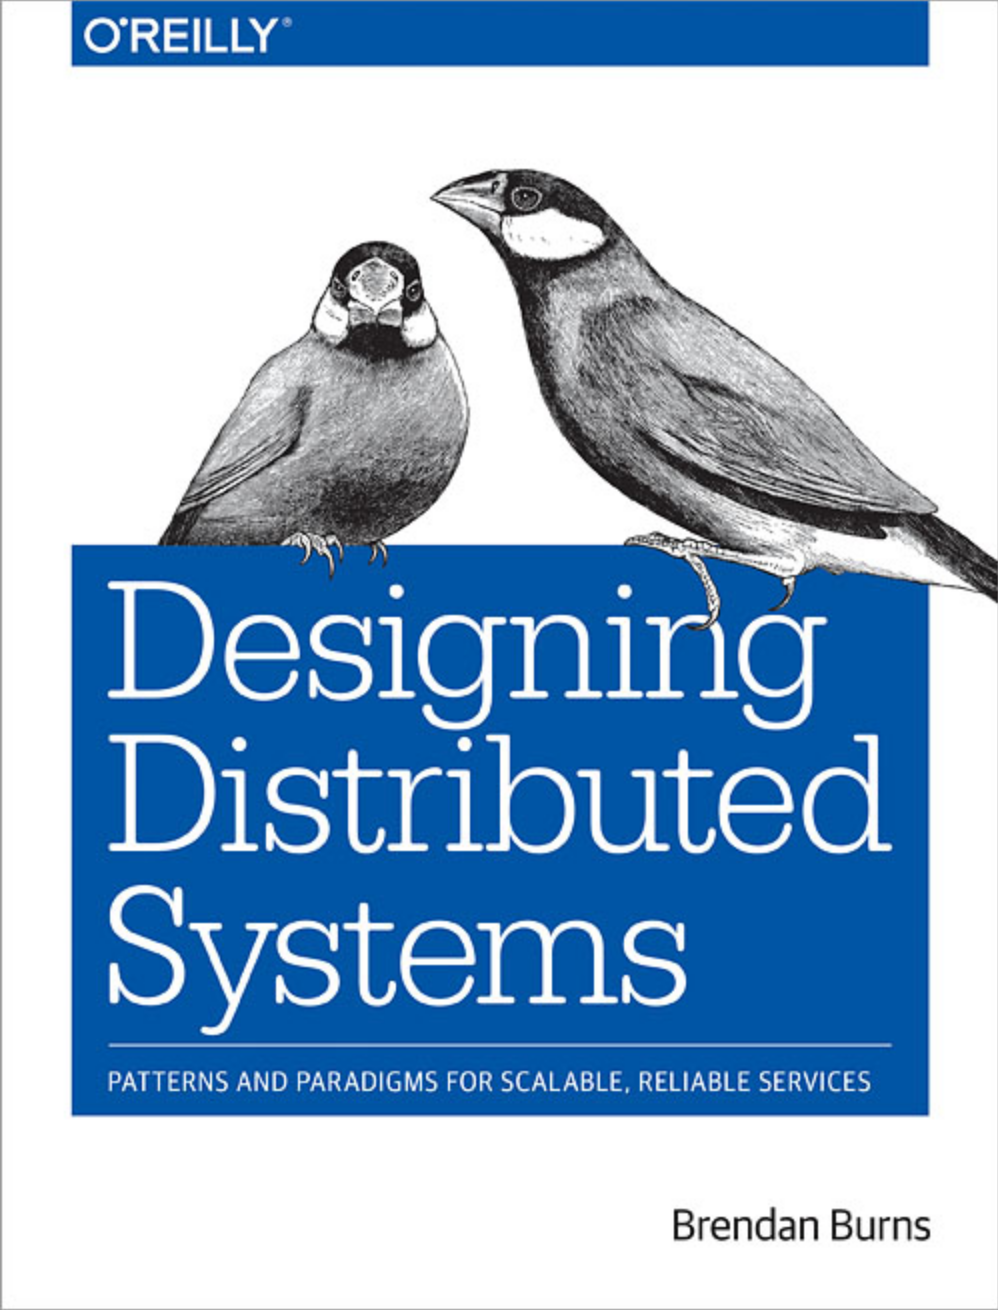 O'REILLY®
Designing
Distributed
Systems
PATTERNS AND PARADIGMS FOR SCALABLE, RELIABLE SERVICES
Brendan Burns